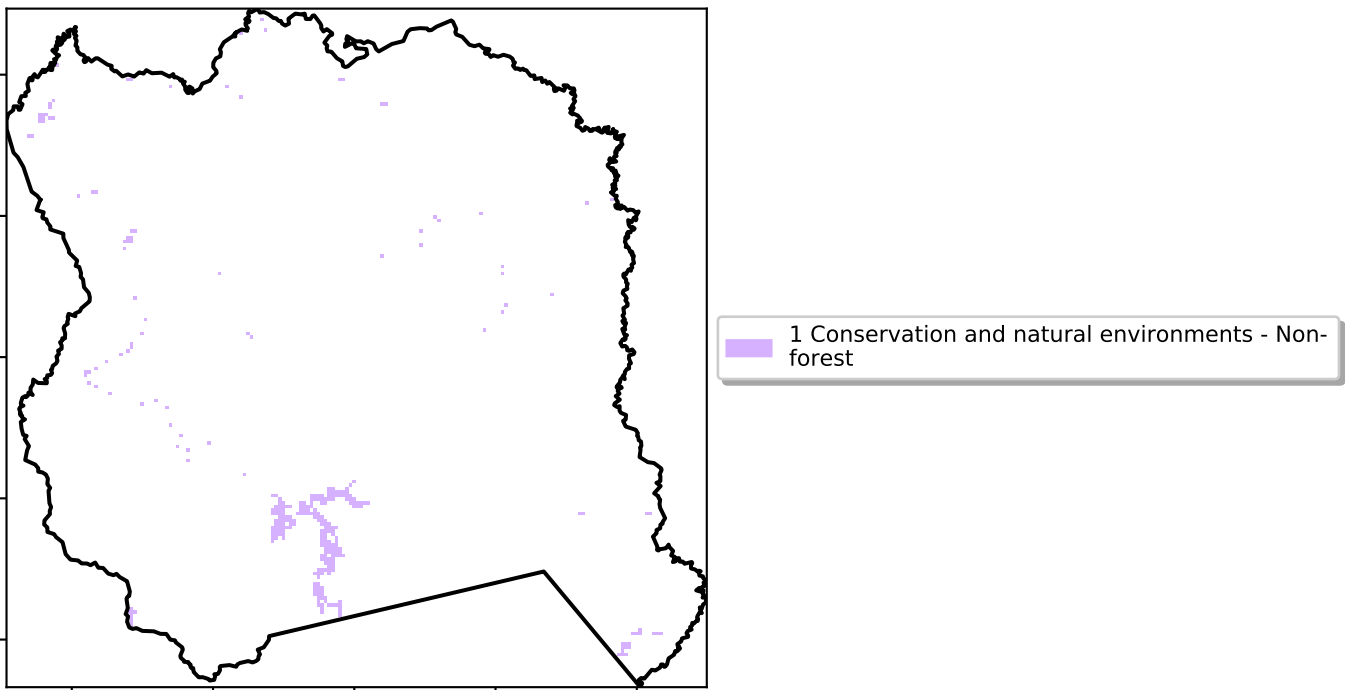 1 Conservation and natural environments - Non-
forest